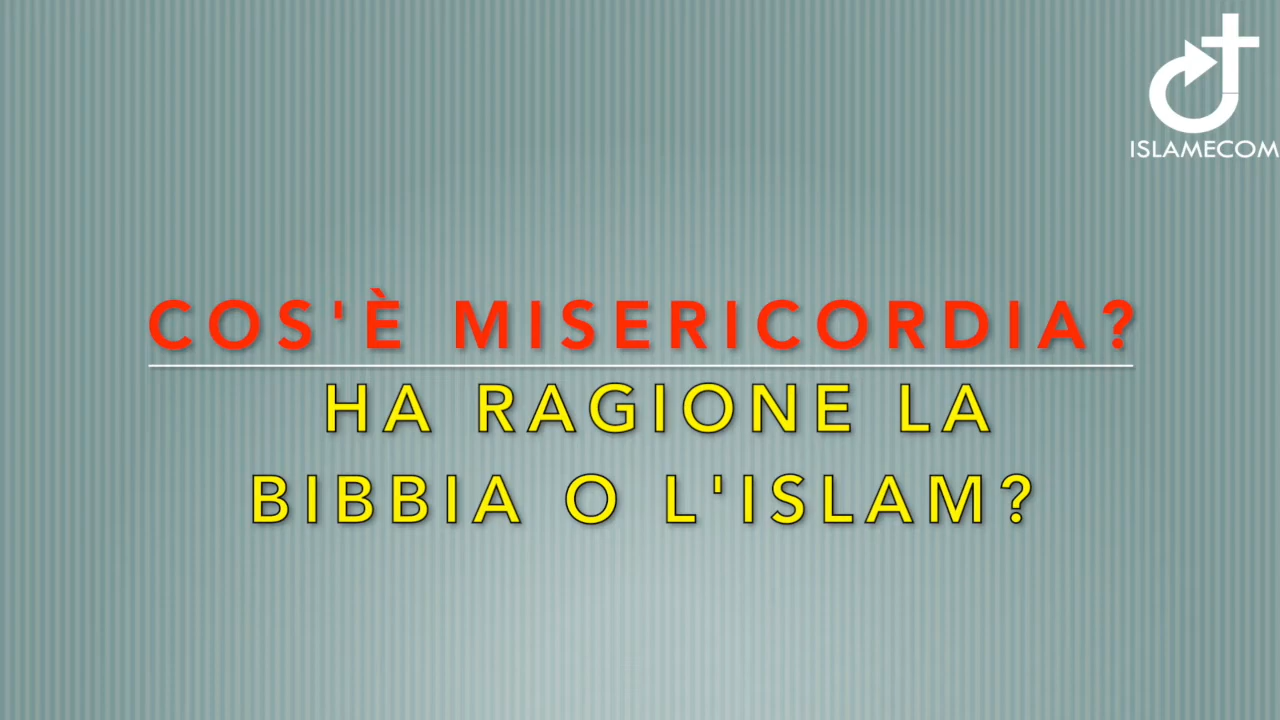 ISLAMECOM
COS'È MISERICORDIA?
HA RAGIONE LA
BIBBIA O L'ISLAM?